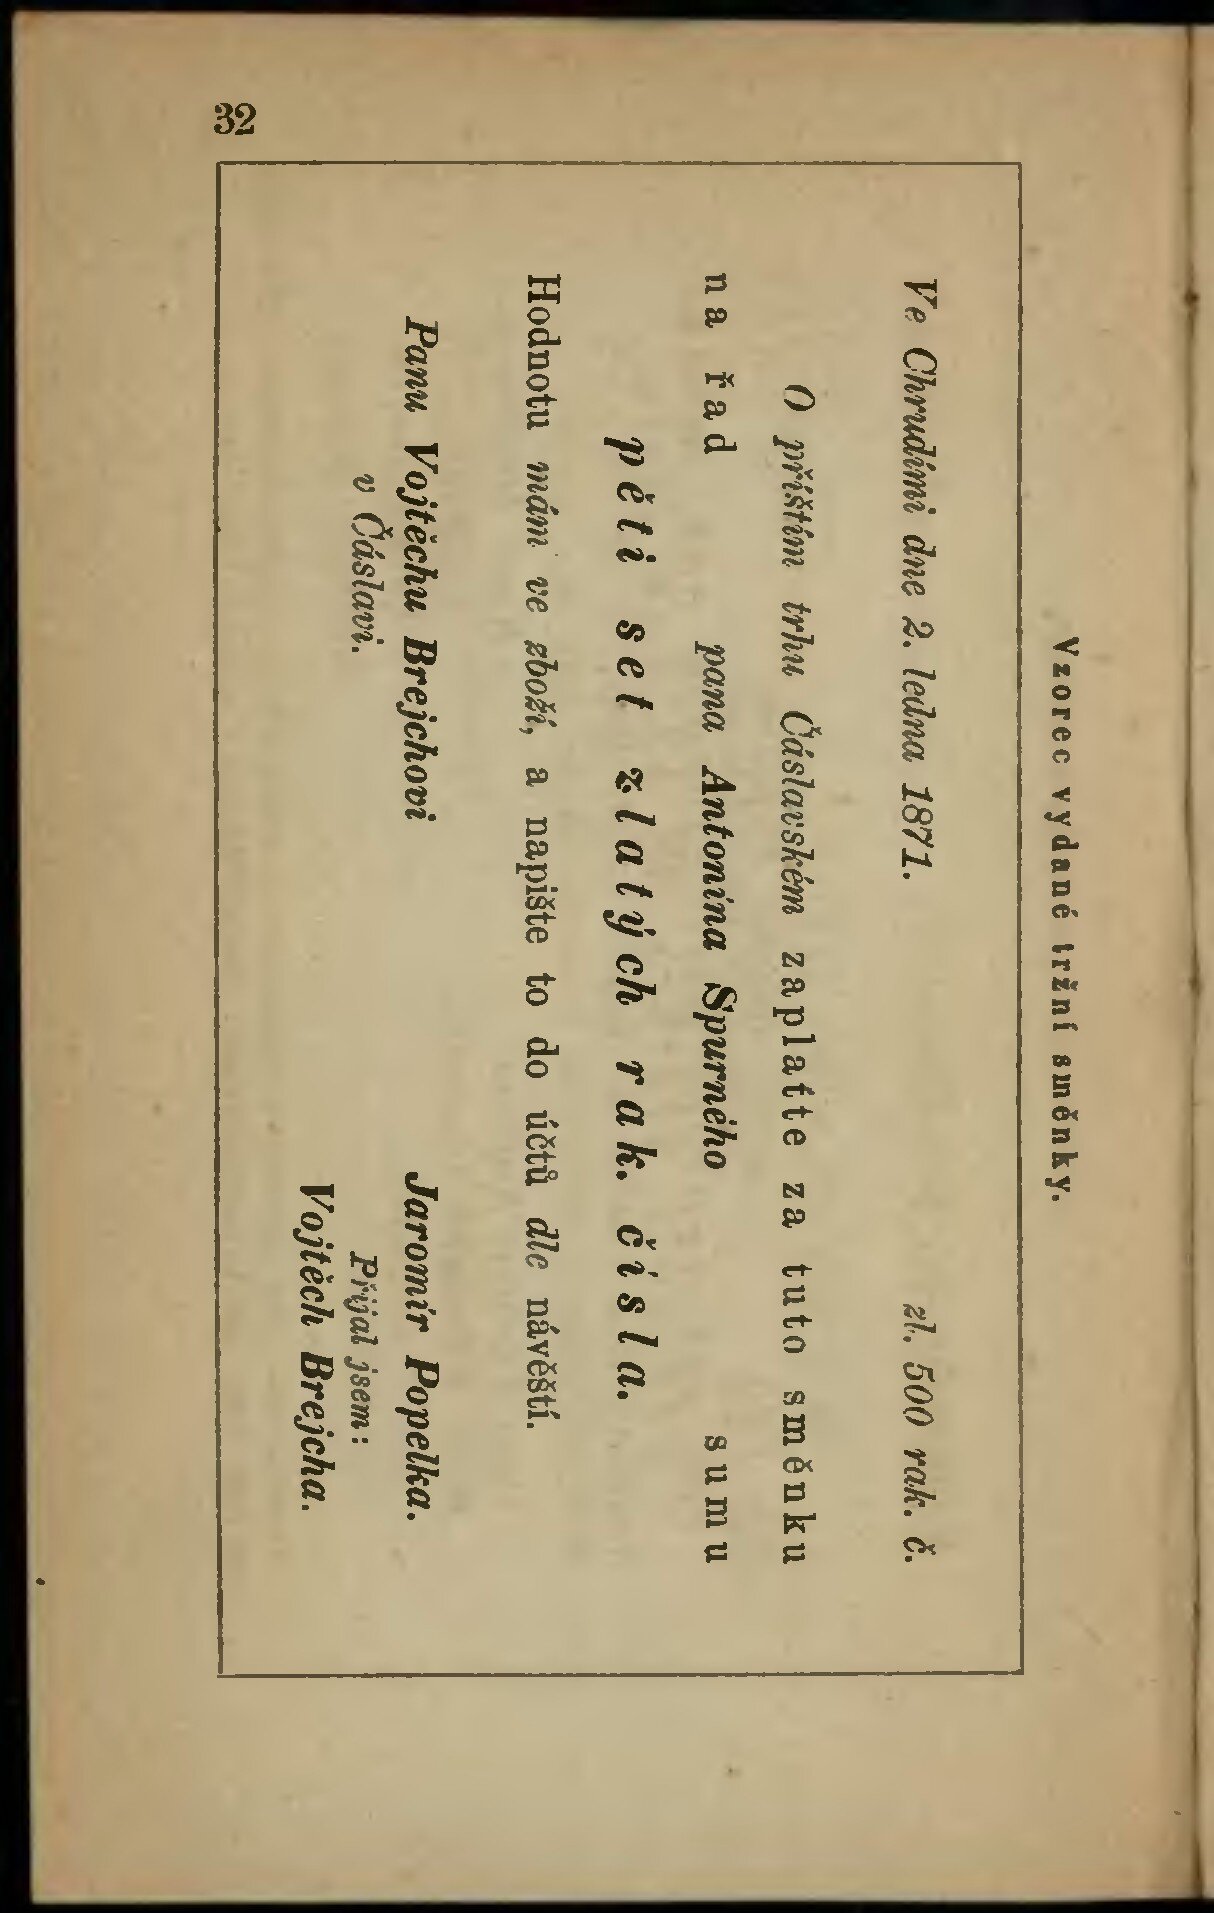 32
Vzorec vydané tržní směnky.
Ve Chrudími dne 2. ledna 1871. zl. 500 rak. č.
O příštím trhu Čáslavském zaplaťte za tuto směnku
na řad pana Antonína Spurného sumu
pěti set zlatých rak. čísla.
Hodnotu mám ve zboží, a napište to do účtů dle návěští.
Panu Vojtěchu Brejchovi Jaromír Popelka.
v Čáslavi. Přijal jsem:
Vojtěch Brejcha.